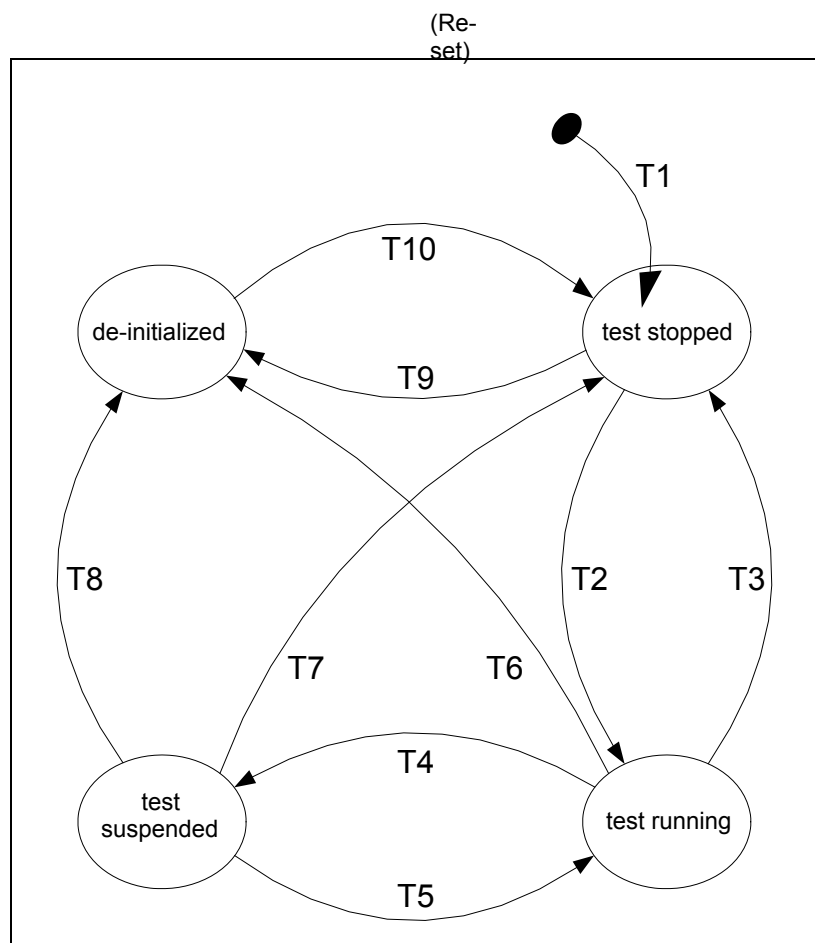 (Re-
set)
T1
T10
de-initialized
test stopped
T9
T8
T2
T3
T7
T6
T4
test
suspended
test running
T5